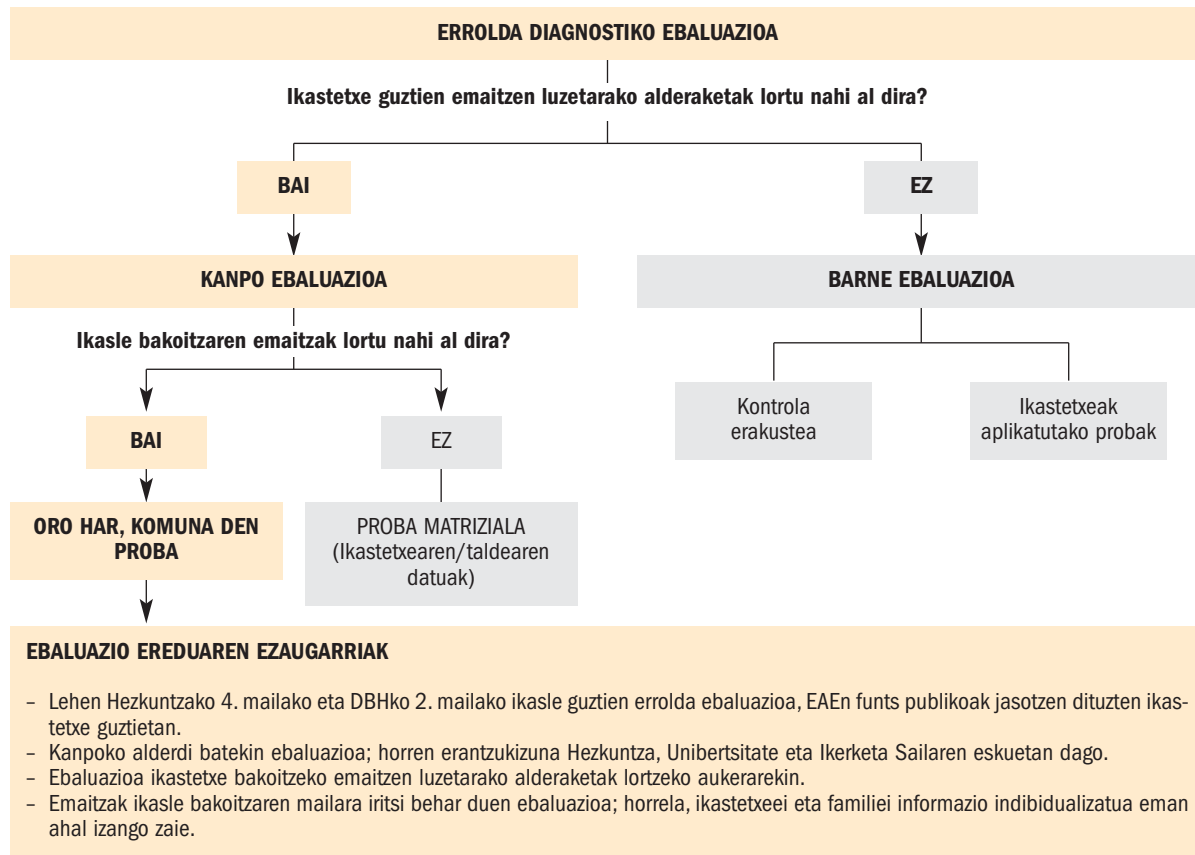 ERROLDA DIAGNOSTIKO EBALUAZIOA
Ikastetxe guztien emaitzen luzetarako alderaketak lortu nahi al dira?
BAI
EZ
KANPO EBALUAZIOA
BARNE EBALUAZIOA
Ikasle bakoitzaren emaitzak lortu nahi al dira?
Kontrola
erakustea
Ikastetxeak
aplikatutako probak
BAI
EZ
ORO HAR, KOMUNA DEN
PROBA
PROBA MATRIZIALA
(Ikastetxearen/taldearen
datuak)
EBALUAZIO EREDUAREN EZAUGARRIAK
– Lehen Hezkuntzako 4. mailako eta DBHko 2. mailako ikasle guztien errolda ebaluazioa, EAEn funts publikoak jasotzen dituzten ikas-
tetxe guztietan.
– Kanpoko alderdi batekin ebaluazioa; horren erantzukizuna Hezkuntza, Unibertsitate eta Ikerketa Sailaren eskuetan dago.
– Ebaluazioa ikastetxe bakoitzeko emaitzen luzetarako alderaketak lortzeko aukerarekin.
– Emaitzak ikasle bakoitzaren mailara iritsi behar duen ebaluazioa; horrela, ikastetxeei eta familiei informazio indibidualizatua eman
ahal izango zaie.